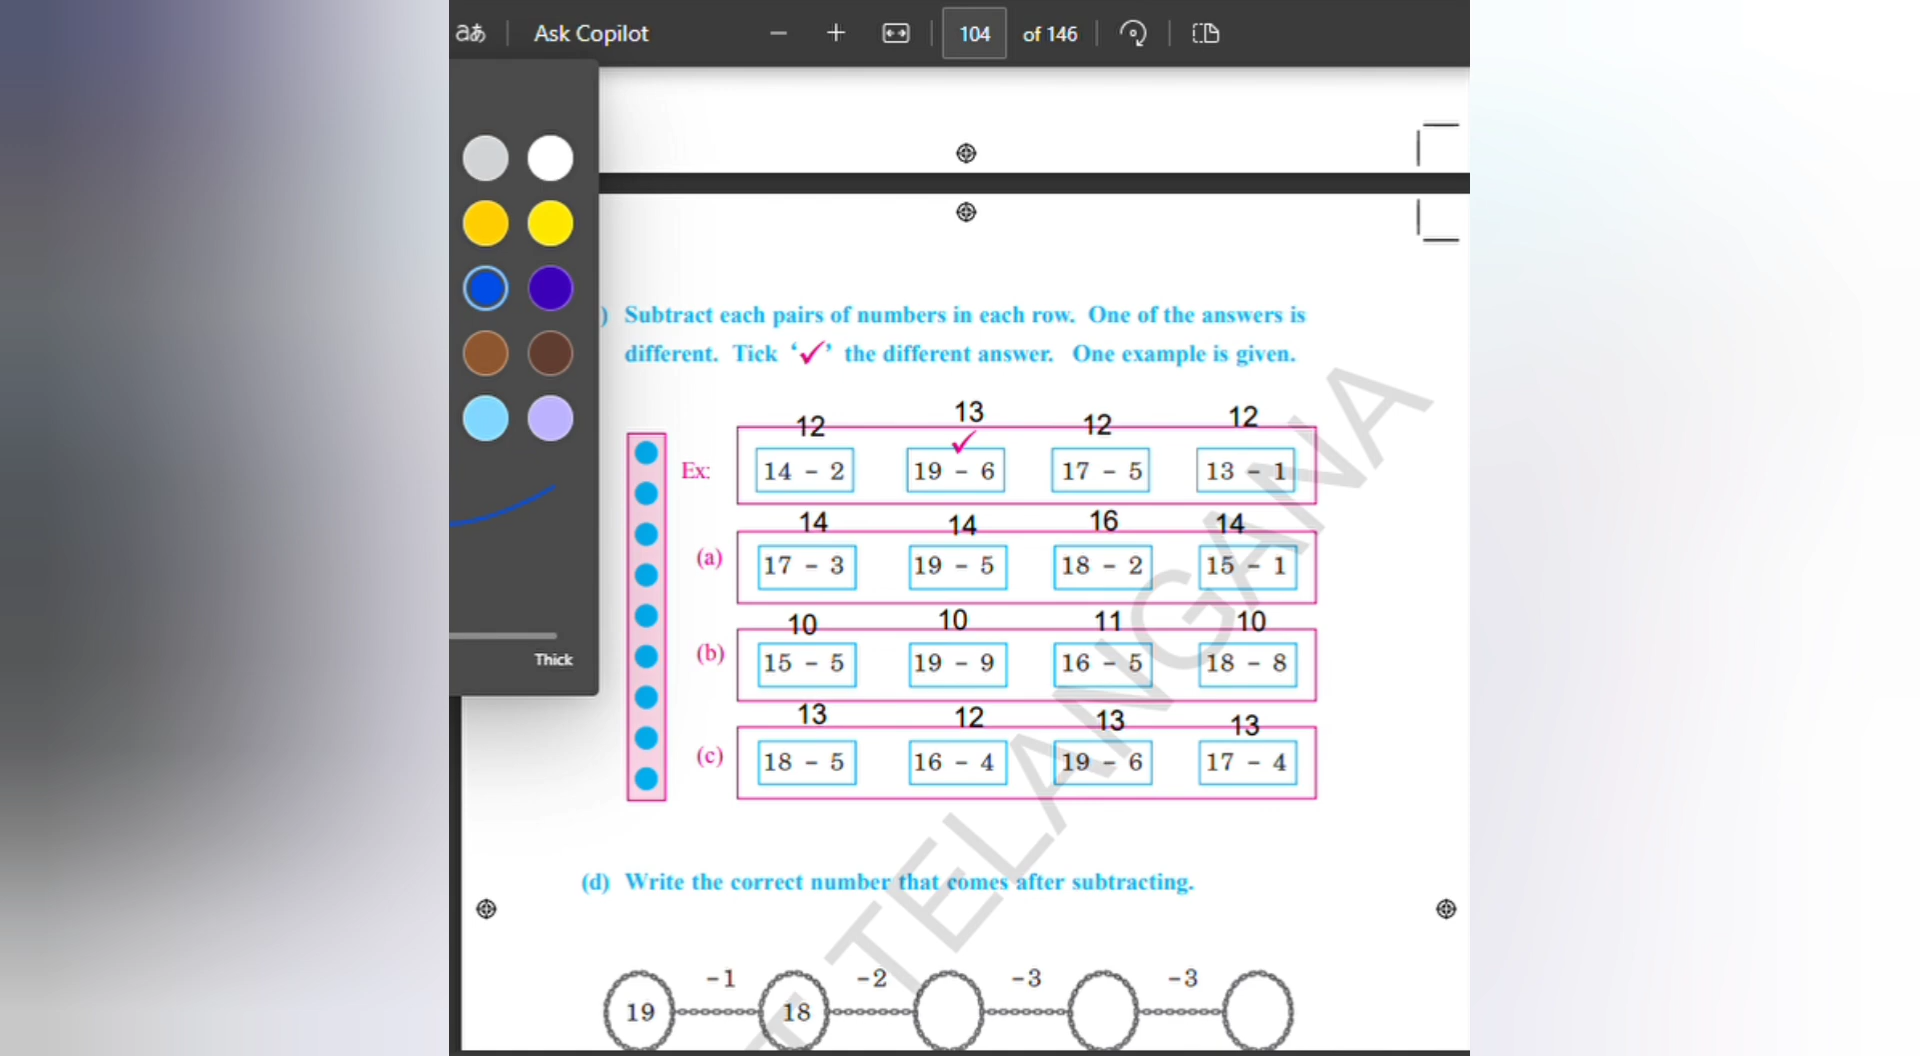 aあ Ask Copilot − + 104 of 146
) Subtract each pairs of numbers in each row. One of the answers is
different. Tick ‘✓’ the different answer. One example is given.
12 13 12 12
✓
Ex: 14 - 2 19 - 6 17 - 5 13 - 1
14 14 16 14
(a) 17 - 3 19 - 5 18 - 2 15 - 1
10 10 11 10
(b) 15 - 5 19 - 9 16 - 5 18 - 8
Thick
13 12 13 13
(c) 18 - 5 16 - 4 19 - 6 17 - 4
(d) Write the correct number that comes after subtracting.
-1 -2 -3 -3
19 18
T TELANGANA